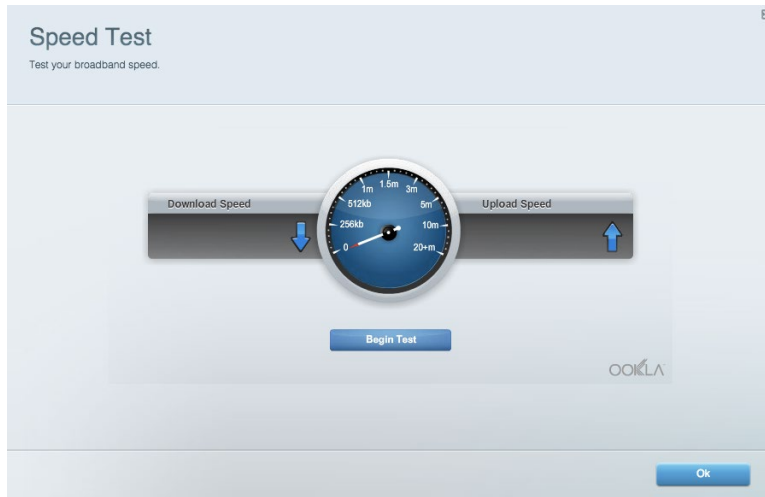 Speed Test
Test your broadband speed.
Download Speed
Upload Speed
0
256kb
512kb
1m
1.5m
3m
5m
10m
20+m
Begin Test
OOKLA
Ok